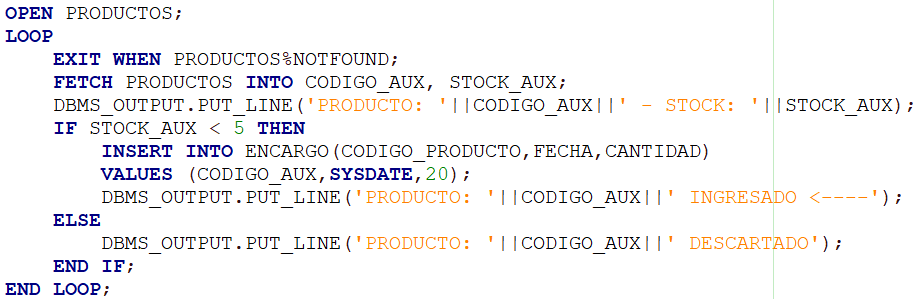 OPEN PRODUCTOS;
LOOP
    EXIT WHEN PRODUCTOS%NOTFOUND;
    FETCH PRODUCTOS INTO CODIGO_AUX, STOCK_AUX;
    DBMS_OUTPUT.PUT_LINE('PRODUCTO: '||CODIGO_AUX||' - STOCK: '||STOCK_AUX);
    IF STOCK_AUX < 5 THEN
        INSERT INTO ENCARGO(CODIGO_PRODUCTO,FECHA,CANTIDAD)
        VALUES (CODIGO_AUX,SYSDATE,20);
        DBMS_OUTPUT.PUT_LINE('PRODUCTO: '||CODIGO_AUX||' INGRESADO <----');
    ELSE
        DBMS_OUTPUT.PUT_LINE('PRODUCTO: '||CODIGO_AUX||' DESCARTADO');
    END IF;
END LOOP;